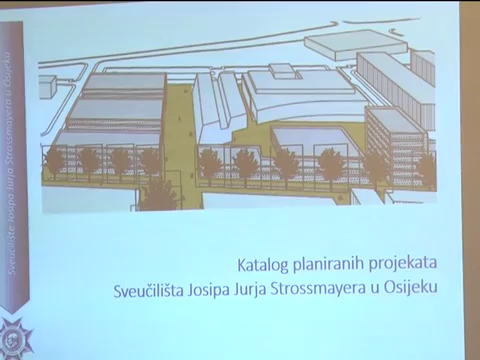 Sveučilište Josipa Jurja Strossmayera u Osijeku
Katalog planiranih projekata
Sveučilišta Josipa Jurja Strossmayera u Osijeku